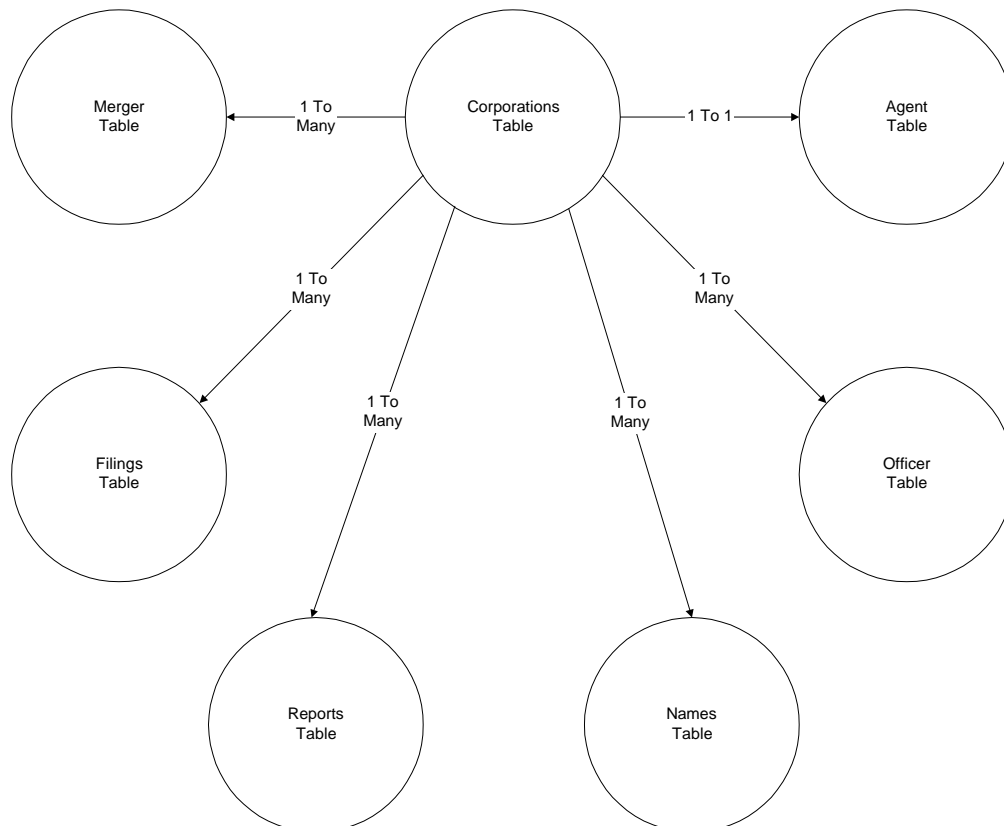 Merger
Table
1 To
Many
Corporations
Table
1 To 1
Agent
Table
1 To
Many
1 To
Many
1 To
Many
1 To
Many
Filings
Table
Officer
Table
Reports
Table
Names
Table